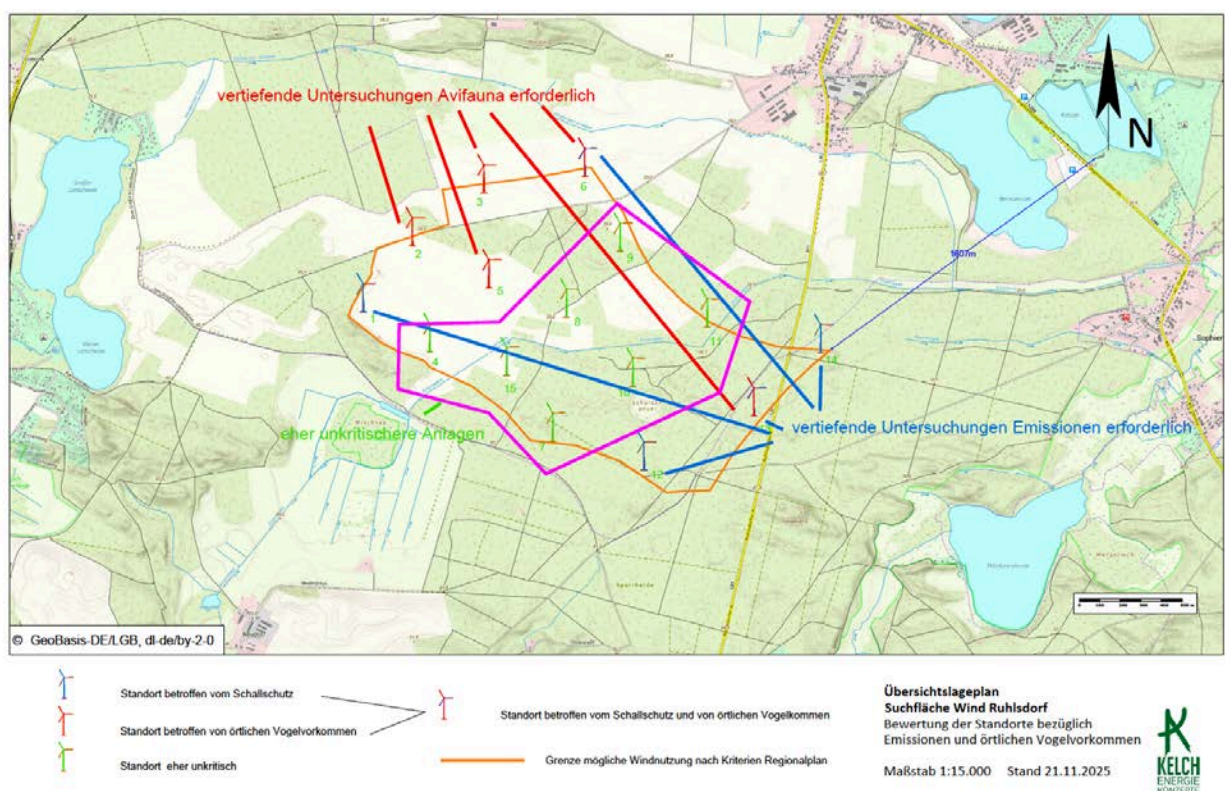 vertiefende Untersuchungen Avifauna erforderlich
N
1607m
1
2
3
4
5
6
7
8
9
10
11
12
14
15
eher unkritischere Anlagen
vertiefende Untersuchungen Emissionen erforderlich
© GeoBasis-DE/LGB, dl-de/by-2-0
Standort betroffen vom Schallschutz
Standort betroffen von örtlichen Vogelvorkommen
Standort eher unkritisch
Standort betroffen vom Schallschutz und von örtlichen Vogelkommen
Grenze mögliche Windnutzung nach Kriterien Regionalplan
Übersichtslageplan
Suchfläche Wind Ruhlsdorf
Bewertung der Standorte bezüglich
Emissionen und örtlichen Vogelvorkommen
Maßstab 1:15.000 Stand 21.11.2025
KELCH
ENERGIE
KONZEPTE